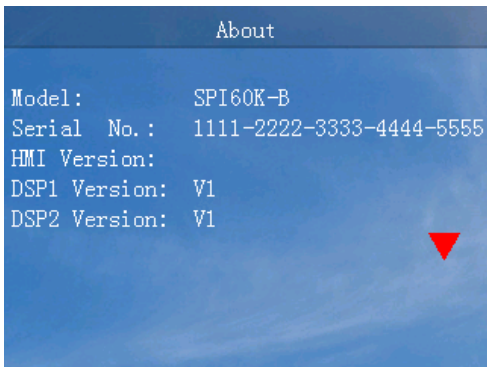 About
Model: SPI60K-B
Serial No.: 1111-2222-3333-4444-5555
HMI Version:
DSP1 Version: V1
DSP2 Version: V1